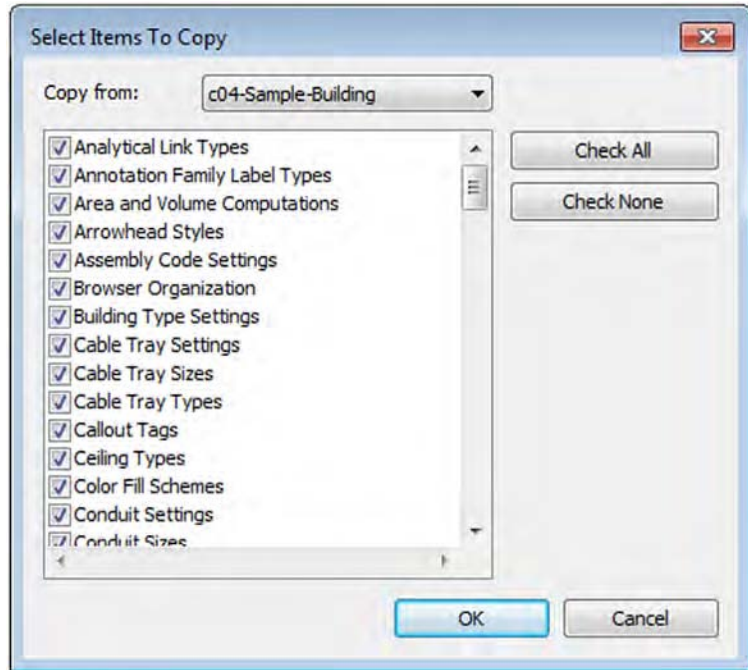 Select Items To Copy
Copy from: c04-Sample-Building
Analytical Link Types
Annotation Family Label Types
Area and Volume Computations
Arrowhead Styles
Assembly Code Settings
Browser Organization
Building Type Settings
Cable Tray Settings
Cable Tray Sizes
Cable Tray Types
Callout Tags
Ceiling Types
Color Fill Schemes
Conduit Settings
Conduit Sizes
Check All
Check None
OK
Cancel